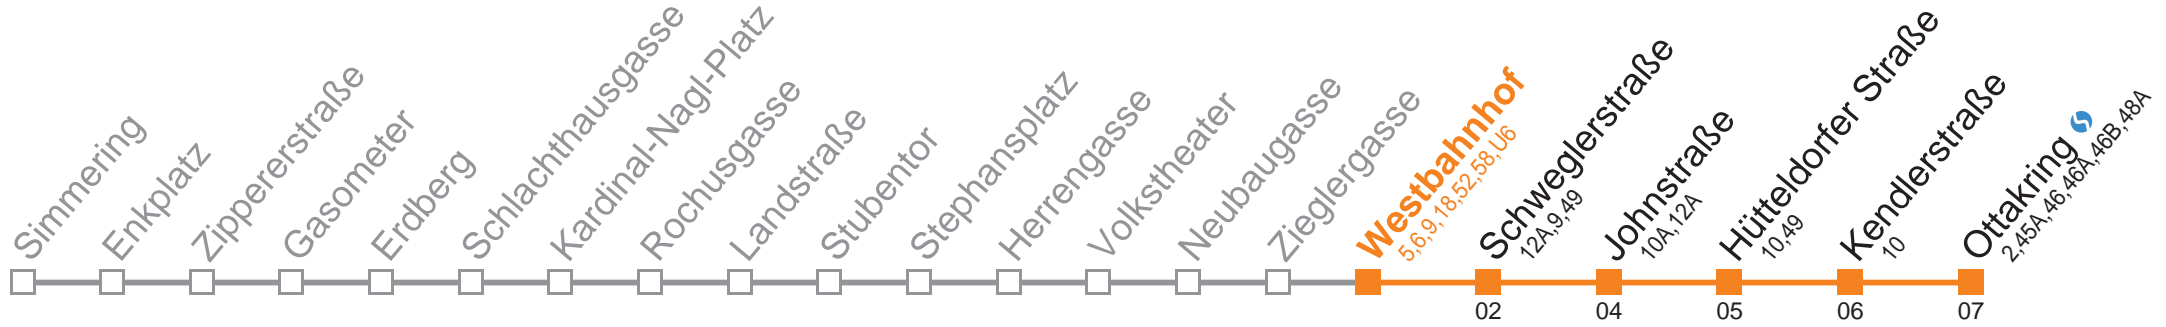 Simmering
Enkplatz
Zippererstraße
Gasometer
Erdberg
Schlachthausgasse
Kardinal-Nagl-Platz
Rochusgasse
Landstraße
Stubentor
Stephansplatz
Herrengasse
Volkstheater
Neubaugasse
Zieglergasse
Westbahnhof
5,6,9,18,52,58,U6
Schweglerstraße
12A,9,49
02
Johnstraße
10A,12A
04
Hütteldorfer Straße
10,49
05
Kendlerstraße
10
06
Ottakring
2,45A,46,46A,46B,48A
07